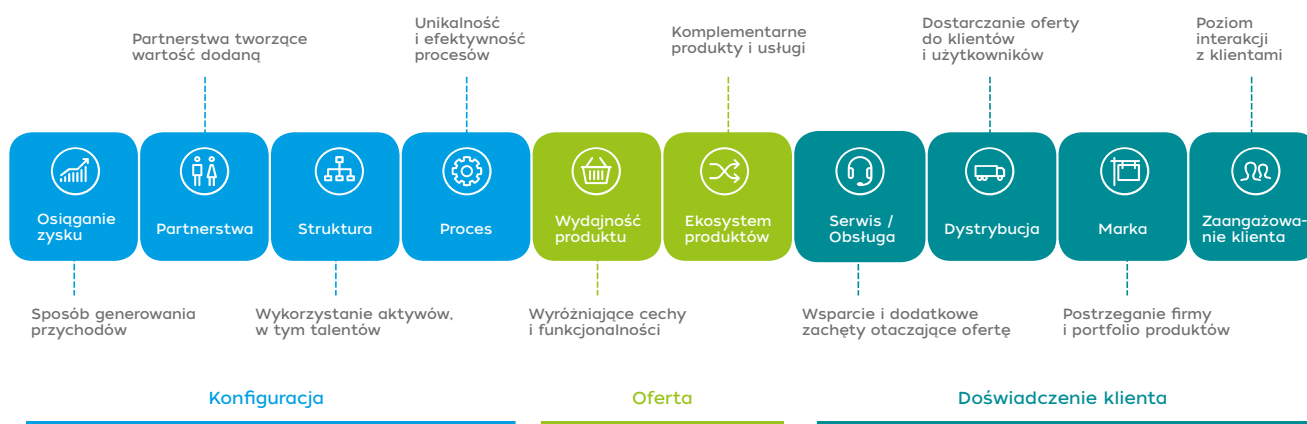 Partnerstwa tworzące
wartość dodaną
Unikalność
i efektywność
procesów
Komplementarne
produkty i usługi
Dostarczanie oferty
do klientów
i użytkowników
Poziom
interakcji
z klientami
Osiąganie
zysku
Partnerstwa
Struktura
Proces
Wydajność
produktu
Ekosystem
produktów
Serwis /
Obsługa
Dystrybucja
Marka
Zaangażowa-
nie klienta
Sposób generowania
przychodów
Wykorzystanie aktywów,
w tym talentów
Wyróżniające cechy
i funkcjonalności
Wsparcie i dodatkowe
zachęty otaczające ofertę
Postrzeganie firmy
i portfolio produktów
Konfiguracja
Oferta
Doświadczenie klienta